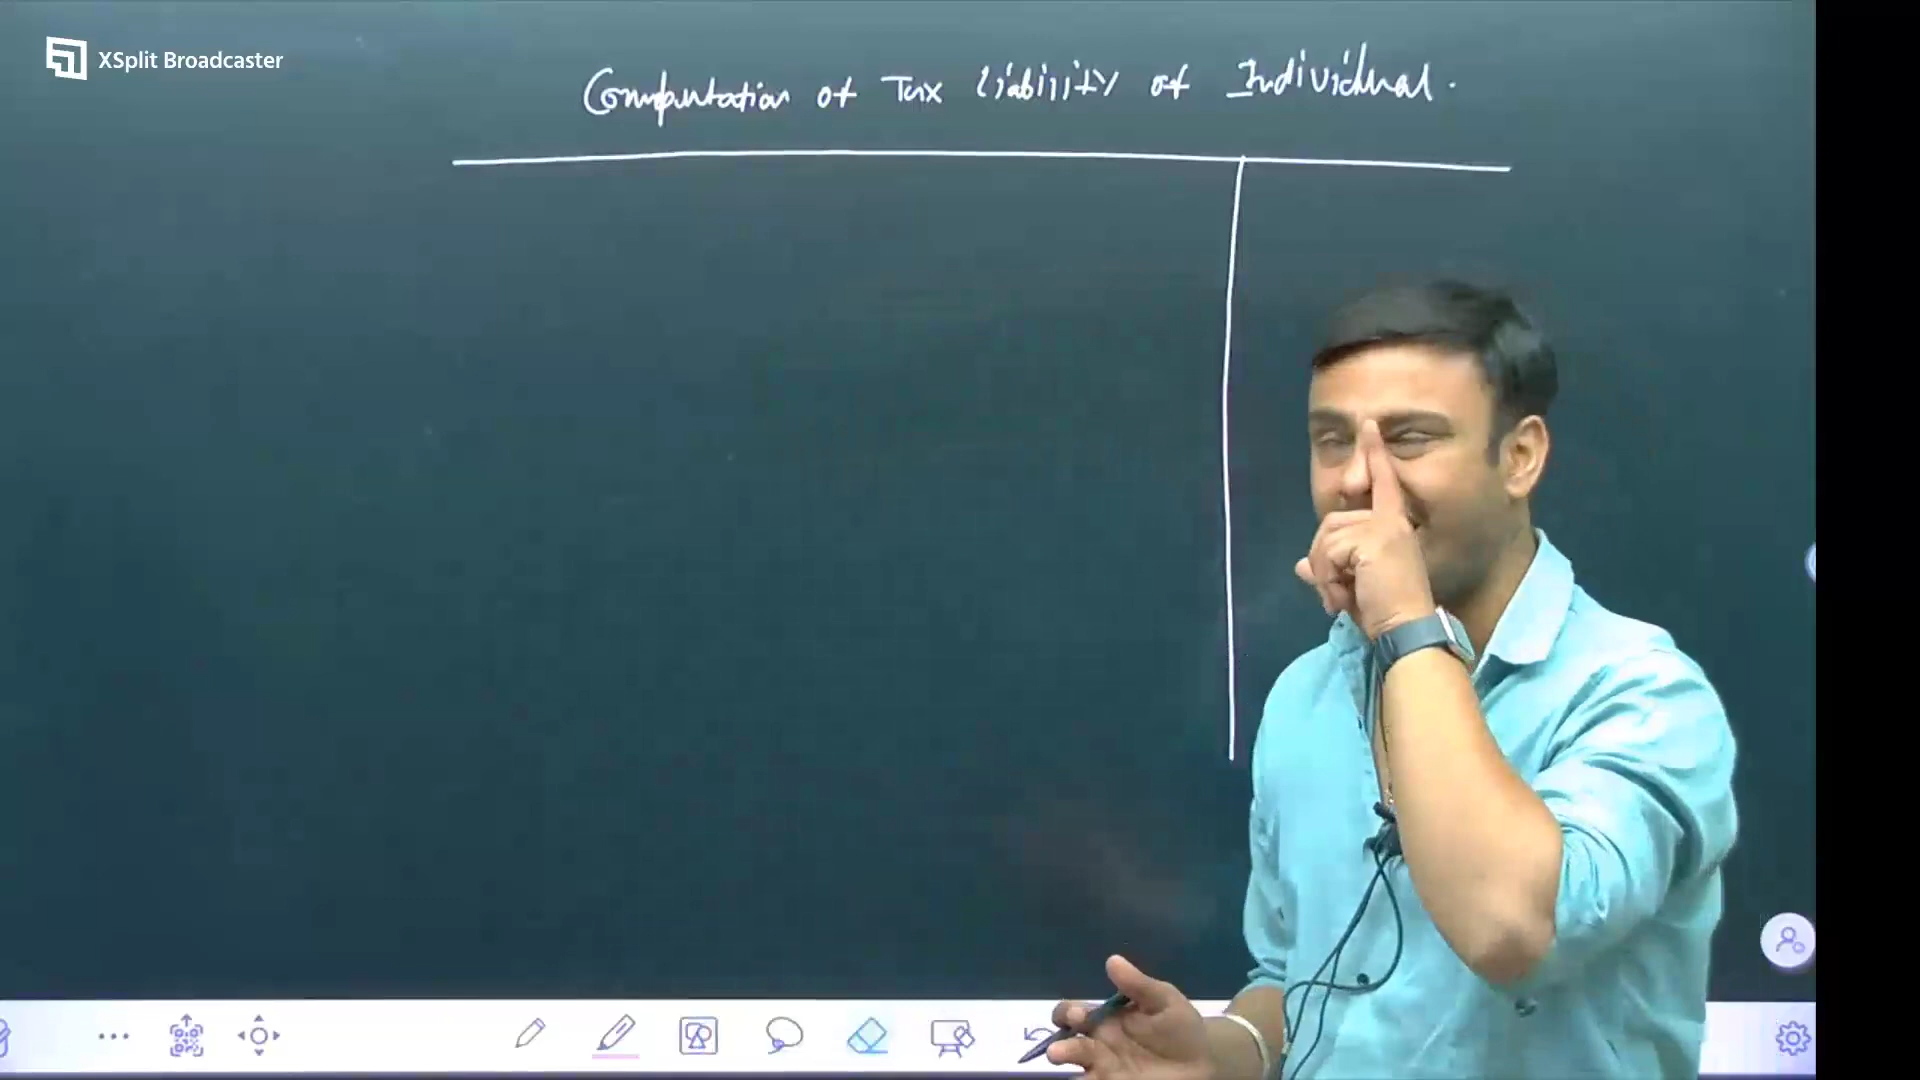 XSplit Broadcaster
Computation of Tax Liability of Individual.